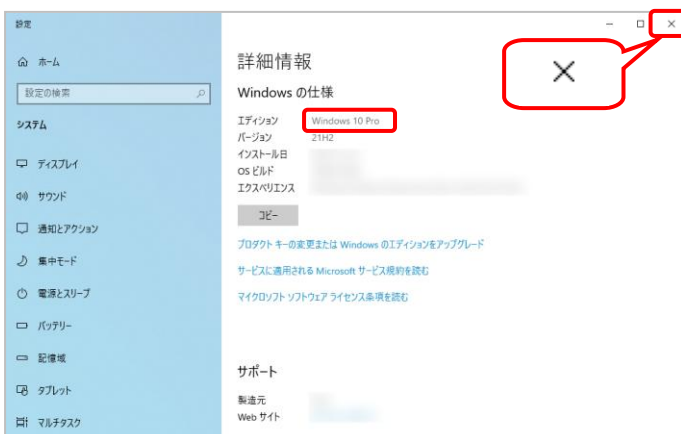 設定
ホーム
設定の検索
システム
ディスプレイ
サウンド
通知とアクション
集中モード
電源とスリープ
バッテリー
記憶域
タブレット
マルチタスク
詳細情報
Windows の仕様
エディション Windows 10 Pro
バージョン 21H2
インストール日
OS ビルド
エクスペリエンス
コピー
プロダクト キーの変更または Windows のエディションをアップグレード
サービスに適用される Microsoft サービス規約を読む
マイクロソフト ソフトウェア ライセンス条項を読む
サポート
製造元
Web サイト